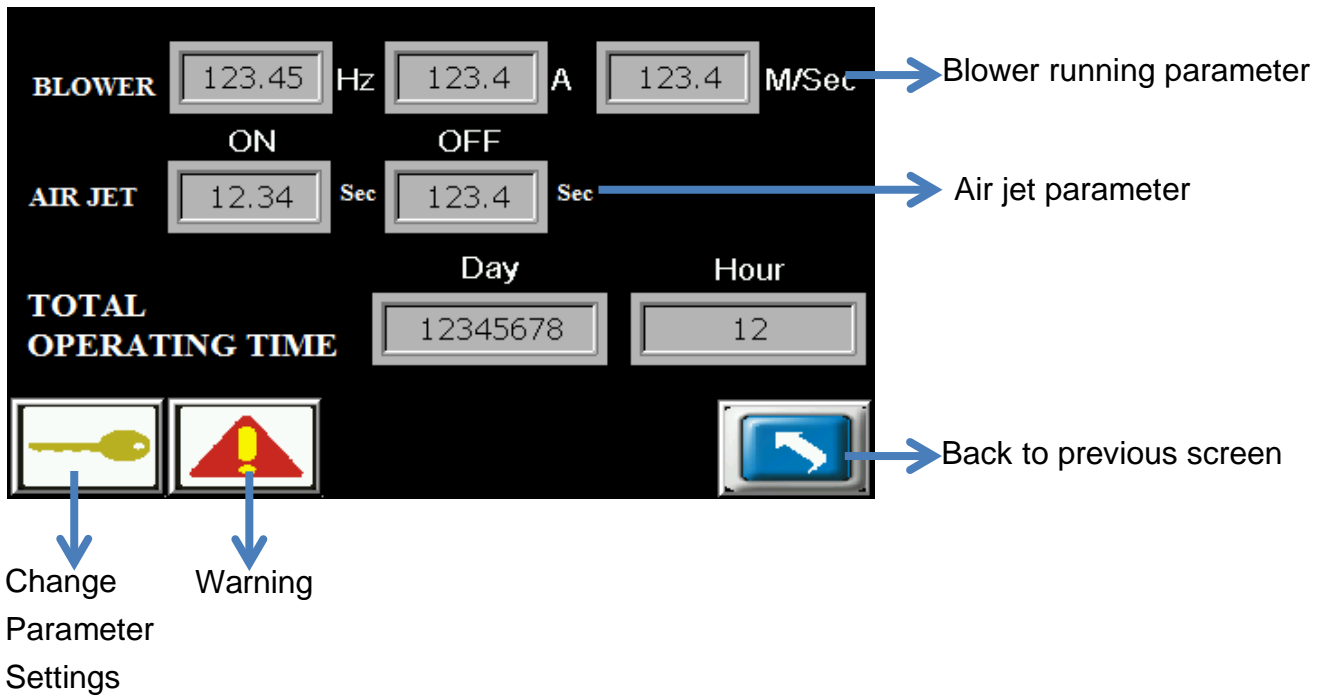 BLOWER 123.45 Hz 123.4 A 123.4 M/Sec Blower running parameter
ON OFF
AIR JET 12.34 Sec 123.4 Sec Air jet parameter
Day Hour
TOTAL
OPERATING TIME 12345678 12
Back to previous screen
Change Warning
Parameter
Settings